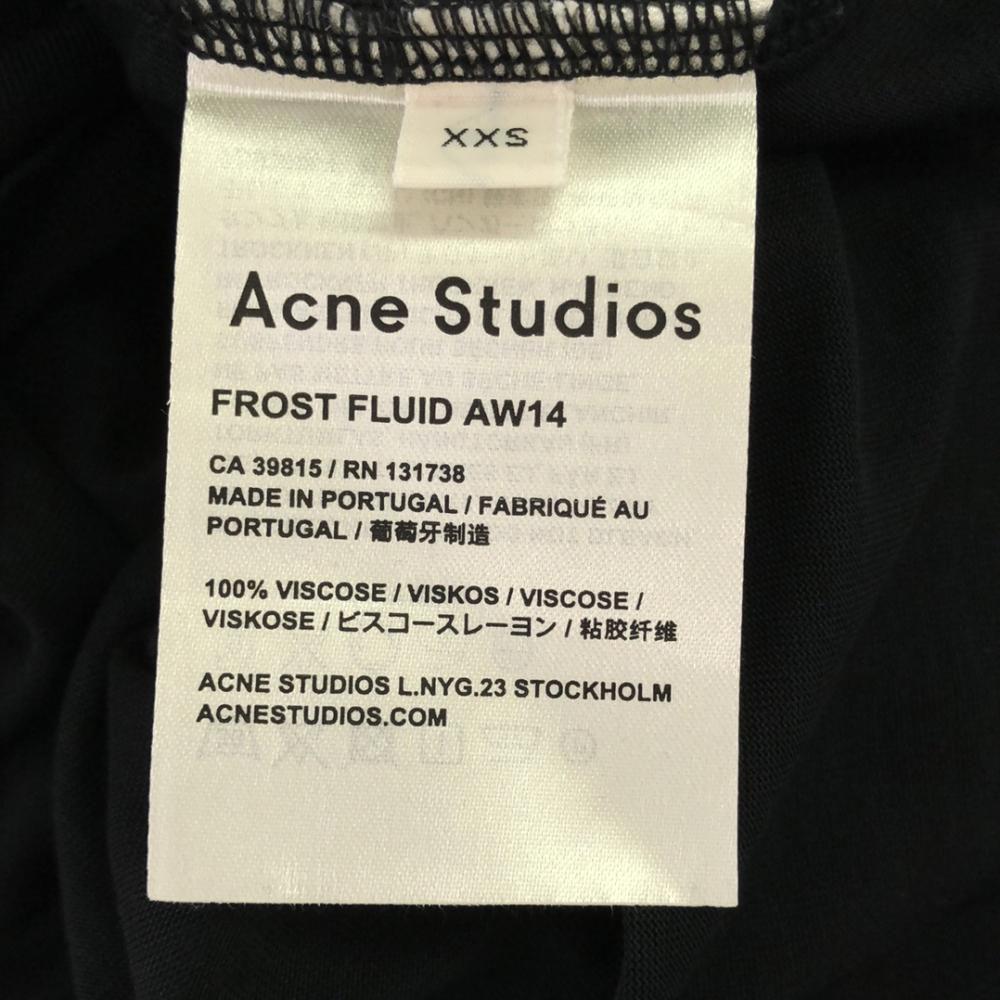 XXS
Acne Studios
FROST FLUID AW14
CA 39815 / RN 131738
MADE IN PORTUGAL / FABRIQUÉ AU
PORTUGAL / 葡萄牙制造
100% VISCOSE / VISKOS / VISCOSE /
VISKOSE / ビスコースレーヨン / 粘胶纤维
ACNE STUDIOS L.NYG.23 STOCKHOLM
ACNESTUDIOS.COM